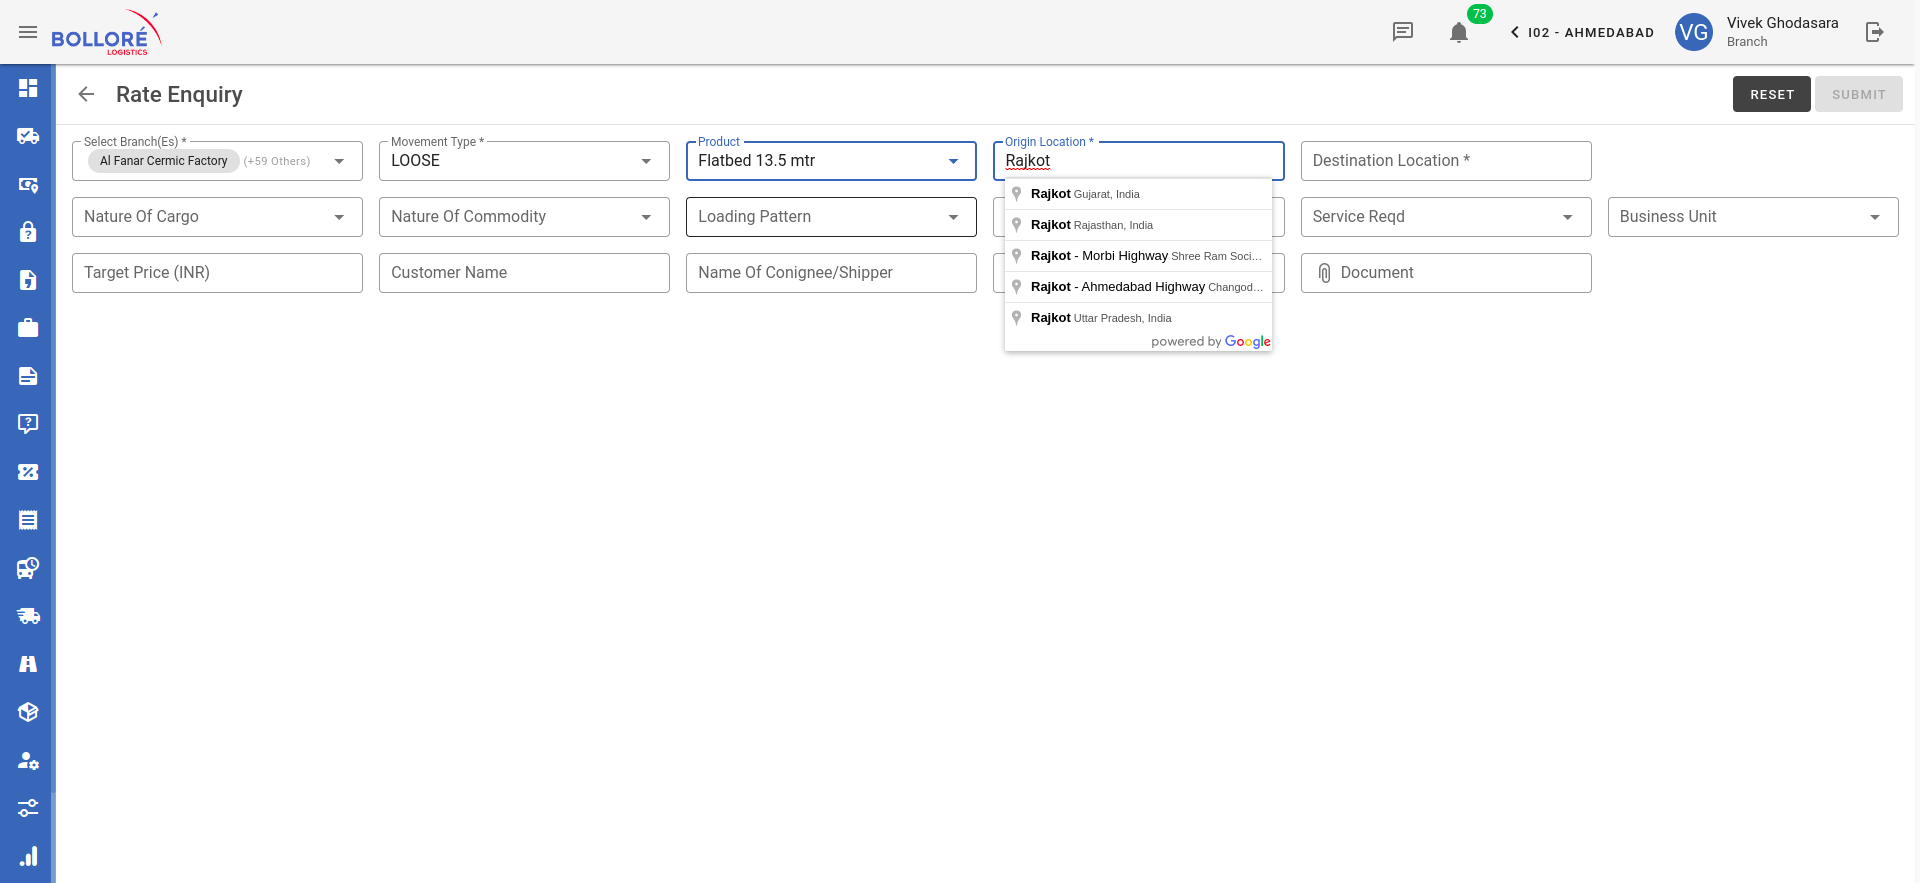 BOLLORÉ
LOGISTICS
73
I02 - AHMEDABAD
VG
Vivek Ghodasara
Branch
Rate Enquiry
RESET
SUBMIT
Select Branch(Es) *
Al Fanar Cermic Factory (+59 Others)
Movement Type *
LOOSE
Product
Flatbed 13.5 mtr
Origin Location *
Rajkot
Destination Location *
Rajkot Gujarat, India
Rajkot Rajasthan, India
Rajkot - Morbi Highway Shree Ram Soci...
Rajkot - Ahmedabad Highway Changod...
Rajkot Uttar Pradesh, India
powered by Google
Nature Of Cargo
Nature Of Commodity
Loading Pattern
Service Reqd
Business Unit
Target Price (INR)
Customer Name
Name Of Conignee/Shipper
Document